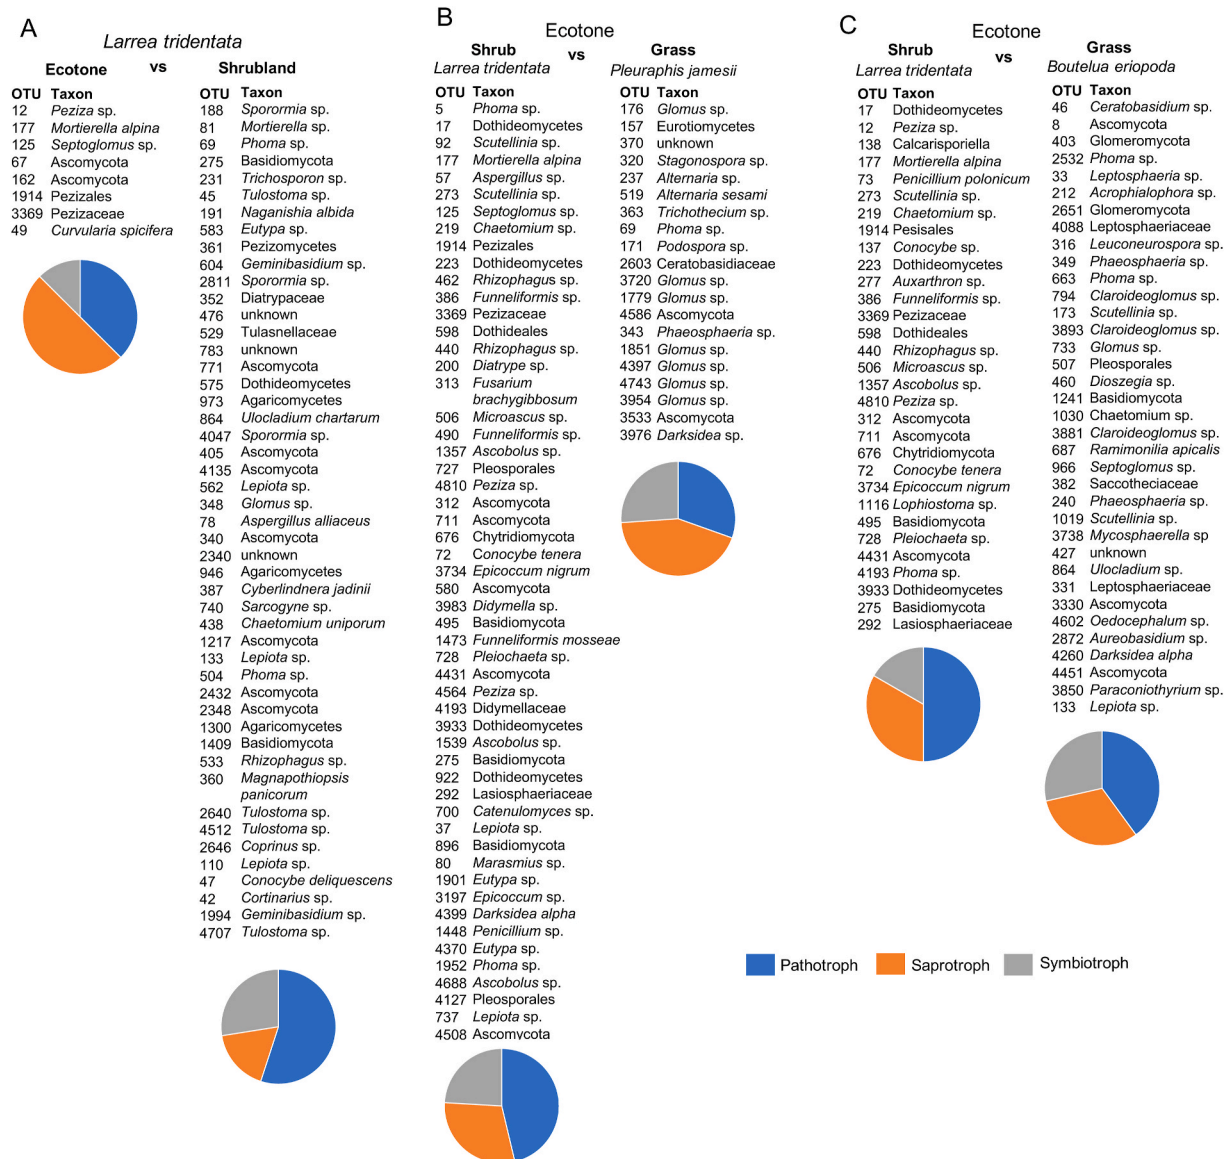 A
Larrea tridentata
Ecotone vs Shrubland
OTU Taxon
12 Peziza sp.
177 Mortierella alpina
125 Septoglomus sp.
67 Ascomycota
162 Ascomycota
1914 Pezizales
3369 Pezizaceae
49 Curvularia spicifera
OTU Taxon
188 Sporormia sp.
81 Mortierella sp.
69 Phoma sp.
275 Basidiomycota
231 Trichosporon sp.
45 Tulostoma sp.
191 Naganishia albida
583 Eutypa sp.
361 Pezizomycetes
604 Geminibasidium sp.
2811 Sporormia sp.
352 Diatrypaceae
476 unknown
529 Tulasnellaceae
783 unknown
771 Ascomycota
575 Dothideomycetes
973 Agaricomycetes
864 Ulocladium chartarum
4047 Sporormia sp.
405 Ascomycota
4135 Ascomycota
562 Lepiota sp.
348 Glomus sp.
78 Aspergillus alliaceus
340 Ascomycota
2340 unknown
946 Agaricomycetes
387 Cyberlindnera jadinii
740 Sarcogyne sp.
438 Chaetomium uniporum
1217 Ascomycota
133 Lepiota sp.
504 Phoma sp.
2432 Ascomycota
2348 Ascomycota
1300 Agaricomycetes
1409 Basidiomycota
533 Rhizophagus sp.
360 Magnapothiopsis
panicorum
2640 Tulostoma sp.
4512 Tulostoma sp.
2646 Coprinus sp.
110 Lepiota sp.
47 Conocybe deliquescens
42 Cortinarius sp.
1994 Geminibasidium sp.
4707 Tulostoma sp.
B
Ecotone
Shrub vs Grass
Larrea tridentata Pleuraphis jamesii
OTU Taxon
5 Phoma sp.
17 Dothideomycetes
92 Scutellinia sp.
177 Mortierella alpina
57 Aspergillus sp.
273 Scutellinia sp.
125 Septoglomus sp.
219 Chaetomium sp.
1914 Pezizales
223 Dothideomycetes
462 Rhizophagus sp.
386 Funneliformis sp.
3369 Pezizaceae
598 Dothideales
440 Rhizophagus sp.
200 Diatrype sp.
313 Fusarium
brachygibbosum
506 Microascus sp.
490 Funneliformis sp.
1357 Ascobolus sp.
727 Pleosporales
4810 Peziza sp.
312 Ascomycota
711 Ascomycota
676 Chytridiomycota
72 Conocybe tenera
3734 Epicoccum nigrum
580 Ascomycota
3983 Didymella sp.
495 Basidiomycota
1473 Funneliformis mosseae
728 Pleiochaeta sp.
4431 Ascomycota
4564 Peziza sp.
4193 Didymellaceae
3933 Dothideomycetes
1539 Ascobolus sp.
275 Basidiomycota
922 Dothideomycetes
292 Lasiosphaeriaceae
700 Catenulomyces sp.
37 Lepiota sp.
896 Basidiomycota
80 Marasmius sp.
1901 Eutypa sp.
3197 Epicoccum sp.
4399 Darksidea alpha
1448 Penicillium sp.
4370 Eutypa sp.
1952 Phoma sp.
4688 Ascobolus sp.
4127 Pleosporales
737 Lepiota sp.
4508 Ascomycota
OTU Taxon
176 Glomus sp.
157 Eurotiomycetes
370 unknown
320 Stagonospora sp.
237 Alternaria sp.
519 Alternaria sesami
363 Trichothecium sp.
69 Phoma sp.
171 Podospora sp.
2603 Ceratobasidiaceae
3720 Glomus sp.
1779 Glomus sp.
4586 Ascomycota
343 Phaeosphaeria sp.
1851 Glomus sp.
4397 Glomus sp.
4743 Glomus sp.
3954 Glomus sp.
3533 Ascomycota
3976 Darksidea sp.
C
Ecotone
Shrub vs Grass
Larrea tridentata Boutelua eriopoda
OTU Taxon
17 Dothideomycetes
12 Peziza sp.
138 Calcarisporiella
177 Mortierella alpina
73 Penicillium polonicum
273 Scutellinia sp.
219 Chaetomium sp.
1914 Pesisales
137 Conocybe sp.
223 Dothideomycetes
277 Auxarthron sp.
386 Funneliformis sp.
3369 Pezizaceae
598 Dothideales
440 Rhizophagus sp.
506 Microascus sp.
1357 Ascobolus sp.
4810 Peziza sp.
312 Ascomycota
711 Ascomycota
676 Chytridiomycota
72 Conocybe tenera
3734 Epicoccum nigrum
1116 Lophiostoma sp.
495 Basidiomycota
728 Pleiochaeta sp.
4431 Ascomycota
4193 Phoma sp.
3933 Dothideomycetes
275 Basidiomycota
292 Lasiosphaeriaceae
OTU Taxon
46 Ceratobasidium sp.
8 Ascomycota
403 Glomeromycota
2532 Phoma sp.
33 Leptosphaeria sp.
212 Acrophialophora sp.
2651 Glomeromycota
4088 Leptosphaeriaceae
316 Leuconeurospora sp.
349 Phaeosphaeria sp.
663 Phoma sp.
794 Claroideoglomus sp.
173 Scutellinia sp.
3893 Claroideoglomus sp.
733 Glomus sp.
507 Pleosporales
460 Dioszegia sp.
1241 Basidiomycota
1030 Chaetomium sp.
3881 Claroideoglomus sp.
687 Ramimonilia apicalis
966 Septoglomus sp.
382 Saccotheciaceae
240 Phaeosphaeria sp.
1019 Scutellinia sp.
3738 Mycosphaerella sp
427 unknown
864 Ulocladium sp.
331 Leptosphaeriaceae
3330 Ascomycota
4602 Oedocephalum sp.
2872 Aureobasidium sp.
4260 Darksidea alpha
4451 Ascomycota
3850 Paraconiothyrium sp.
133 Lepiota sp.
Pathotroph Saprotroph Symbiotroph